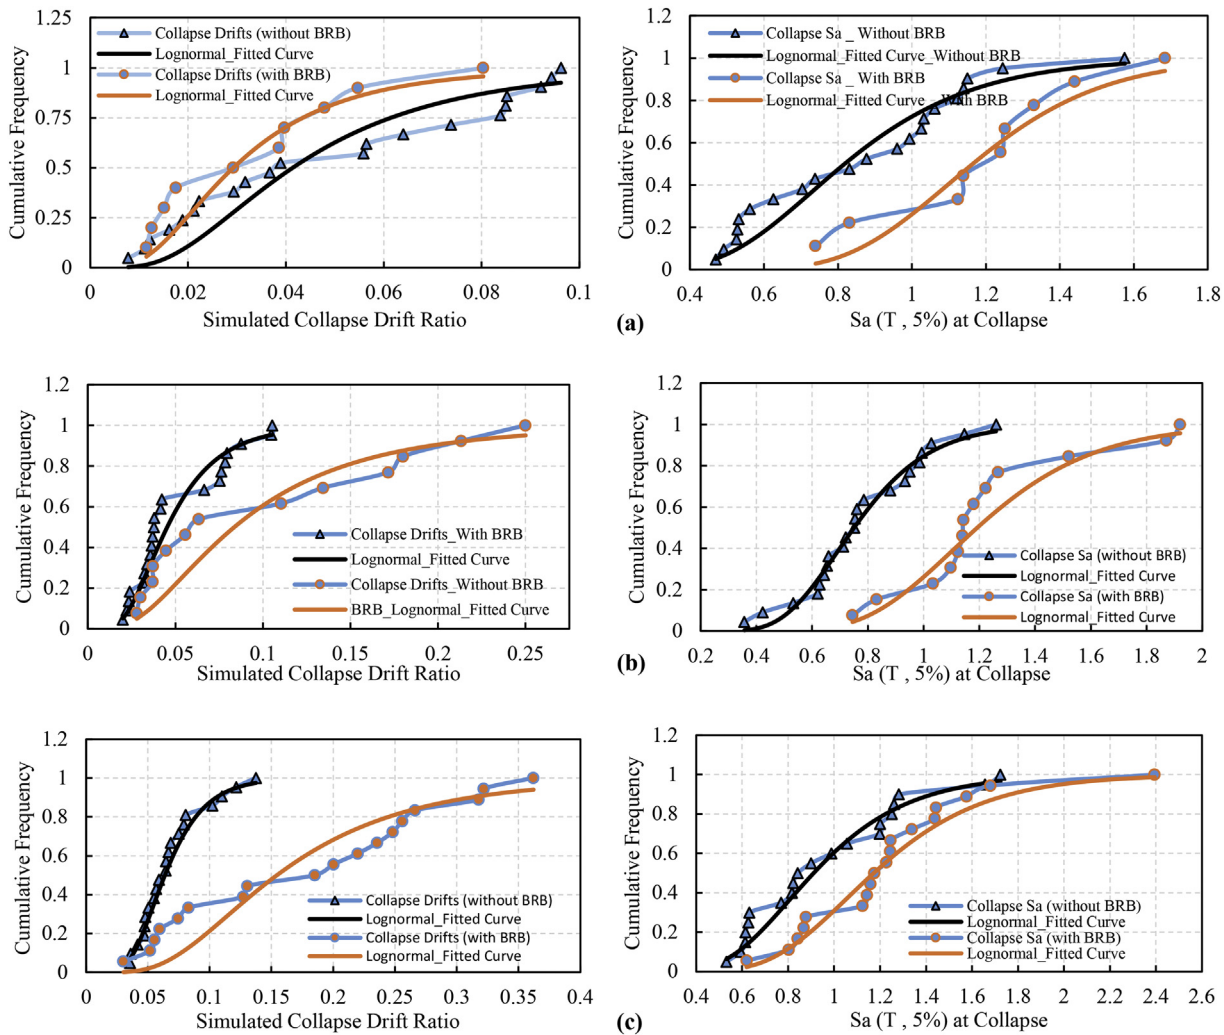 1.25
1
0.75
0.5
0.25
0
Cumulative Frequency
Collapse Drifts (without BRB)
Lognormal_Fitted Curve
Collapse Drifts (with BRB)
Lognormal_Fitted Curve
0 0.02 0.04 0.06 0.08 0.1
Simulated Collapse Drift Ratio
1.2
1
0.8
0.6
0.4
0.2
0
Cumulative Frequency
Collapse Sa _ Without BRB
Lognormal_Fitted Curve_Without BRB
Collapse Sa _ With BRB
Lognormal_Fitted Curve _ With BRB
0.4 0.6 0.8 1 1.2 1.4 1.6 1.8
Sa (T , 5%) at Collapse
(a)
1.2
1
0.8
0.6
0.4
0.2
0
Cumulative Frequency
Collapse Drifts_With BRB
Lognormal_Fitted Curve
Collapse Drifts_Without BRB
BRB_Lognormal_Fitted Curve
0 0.05 0.1 0.15 0.2 0.25
Simulated Collapse Drift Ratio
1.2
1
0.8
0.6
0.4
0.2
0
Cumulative Frequency
Collapse Sa (without BRB)
Lognormal_Fitted Curve
Collapse Sa (with BRB)
Lognormal_Fitted Curve
0.2 0.4 0.6 0.8 1 1.2 1.4 1.6 1.8 2
Sa (T , 5%) at Collapse
(b)
1.2
1
0.8
0.6
0.4
0.2
0
Cumulative Frequency
Collapse Drifts (without BRB)
Lognormal_Fitted Curve
Collapse Drifts (with BRB)
Lognormal_Fitted Curve
0 0.05 0.1 0.15 0.2 0.25 0.3 0.35 0.4
Simulated Collapse Drift Ratio
1.2
1
0.8
0.6
0.4
0.2
0
Cumulative Frequency
Collapse Sa (without BRB)
Lognormal_Fitted Curve
Collapse Sa (with BRB)
Lognormal_Fitted Curve
0.4 0.6 0.8 1 1.2 1.4 1.6 1.8 2 2.2 2.4 2.6
Sa (T , 5%) at Collapse
(c)